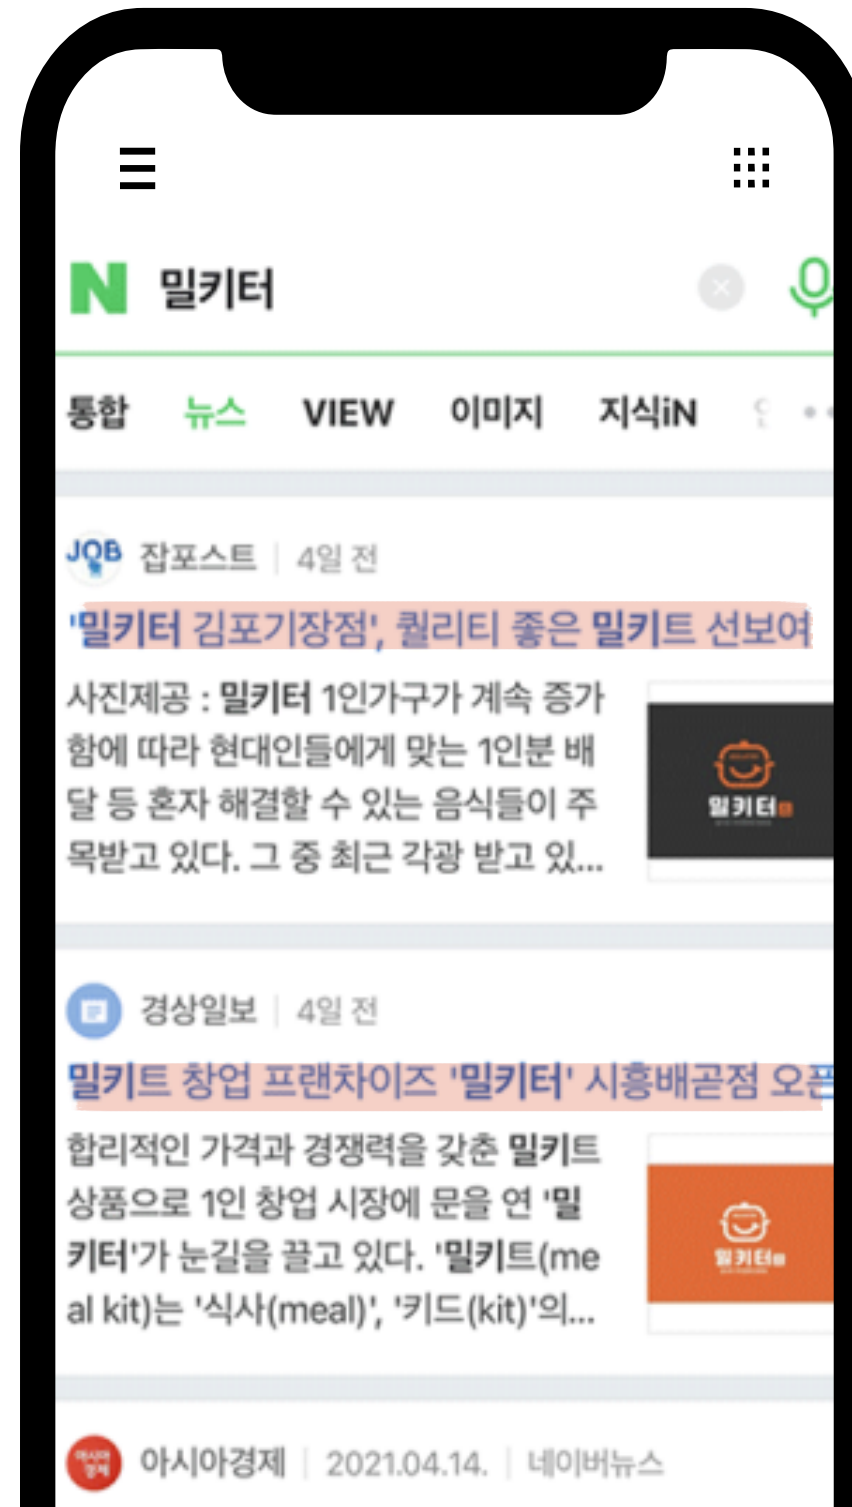 N 밀키터
통합 뉴스 VIEW 이미지 지식iN
JOB 잡포스트 4일 전
'밀키터 김포기장점', 퀄리티 좋은 밀키트 선보여
사진제공 : 밀키터 1인가구가 계속 증가
함에 따라 현대인들에게 맞는 1인분 배
달 등 혼자 해결할 수 있는 음식들이 주
목받고 있다. 그 중 최근 각광 받고 있...
밀키터
경상일보 4일 전
밀키트 창업 프랜차이즈 '밀키터' 시흥배곧점 오픈
합리적인 가격과 경쟁력을 갖춘 밀키트
상품으로 1인 창업 시장에 문을 연 '밀
키터'가 눈길을 끌고 있다. '밀키트(me
al kit)는 '식사(meal)', '키드(kit)'의...
밀키터
아시아경제 아시아경제 2021.04.14. 네이버뉴스